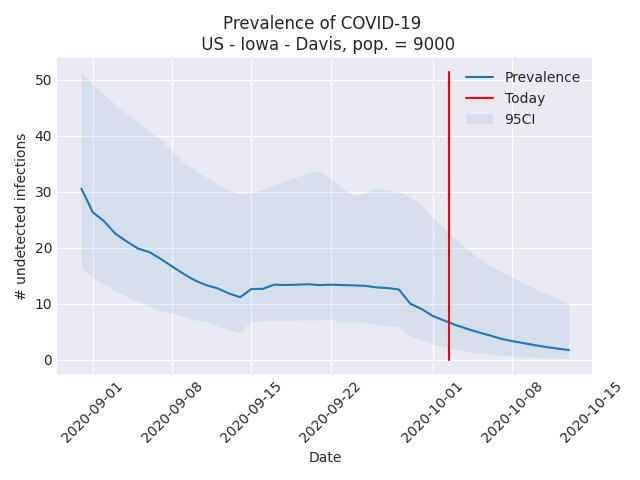 Prevalence of COVID-19
US - Iowa - Davis, pop. = 9000
Prevalence
Today
95CI
# undetected infections
50
40
30
20
10
0
2020-09-01
2020-09-08
2020-09-15
2020-09-22
2020-10-01
2020-10-08
2020-10-15
Date